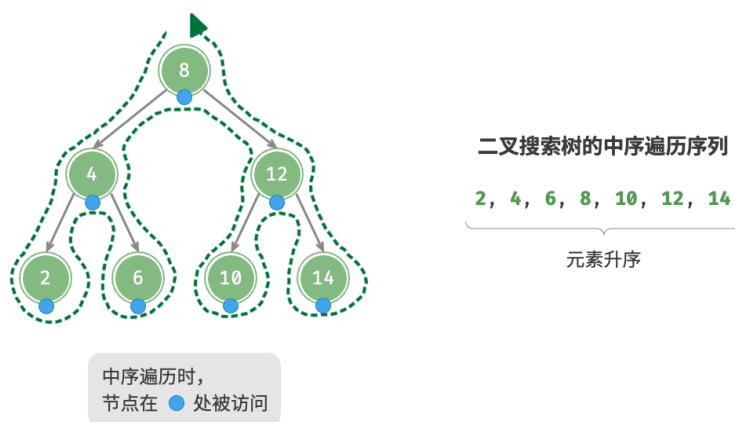 8
4
12
2
6
10
14
二叉搜索树的中序遍历序列
2, 4, 6, 8, 10, 12, 14
元素升序
中序遍历时，
节点在 处被访问